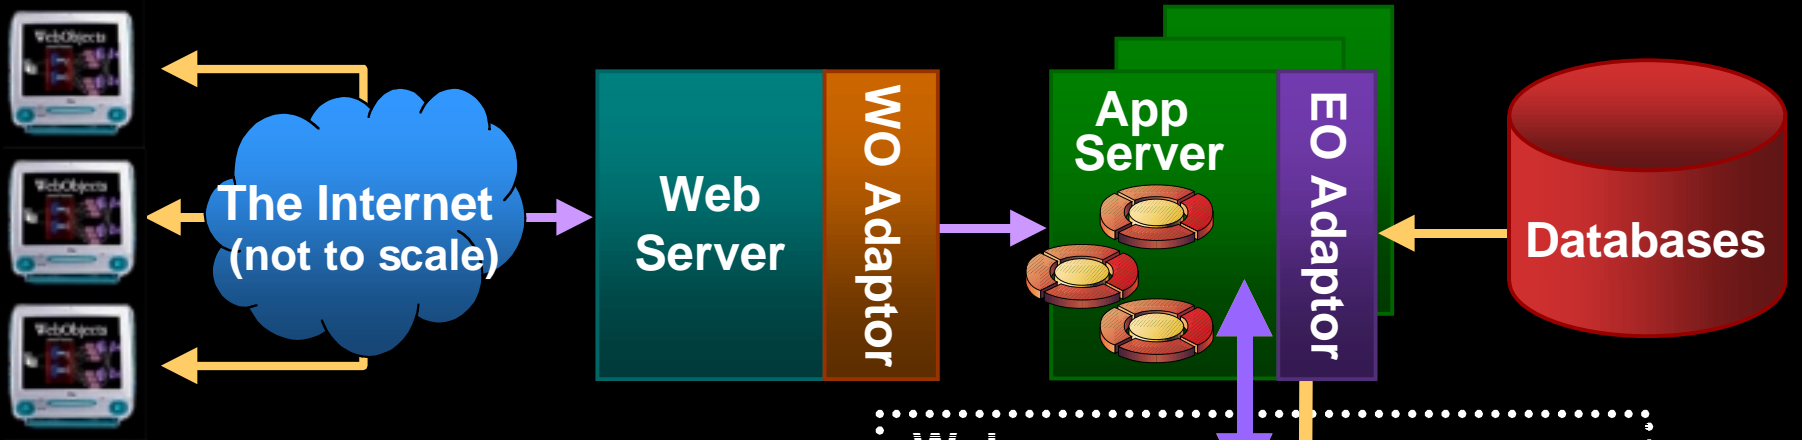 WebObjects
WebObjects
WebObjects
The Internet
(not to scale)
Web
Server
WO Adaptor
App
Server
EO Adaptor
Databases